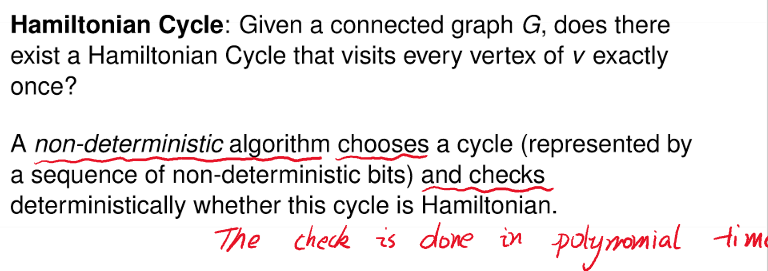 Hamiltonian Cycle: Given a connected graph G, does there
exist a Hamiltonian Cycle that visits every vertex of v exactly
once?
A non-deterministic algorithm chooses a cycle (represented by
a sequence of non-deterministic bits) and checks
deterministically whether this cycle is Hamiltonian.
The check is done in polynomial time